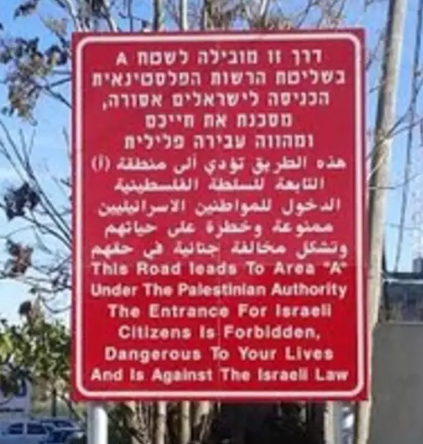 דרך זו מובילה לשטח A
בשליטת הרשות הפלסטינאית
הכניסה לישראלים אסורה,
מסכנת את חייכם
ומהווה עבירה פלילית
هذه الطريق تؤدي ألى منطقة (أ)
التابعة للسلطة الفلسطينية
الدخول للمواطنين الاسرائيليين
ممنوعة وخطرة على حياتهم
وتشكل مخالفة جنائية في حقهم
This Road leads To Area "A"
Under The Palestinian Authority
The Entrance For Israeli
Citizens Is Forbidden,
Dangerous To Your Lives
And Is Against The Israeli Law